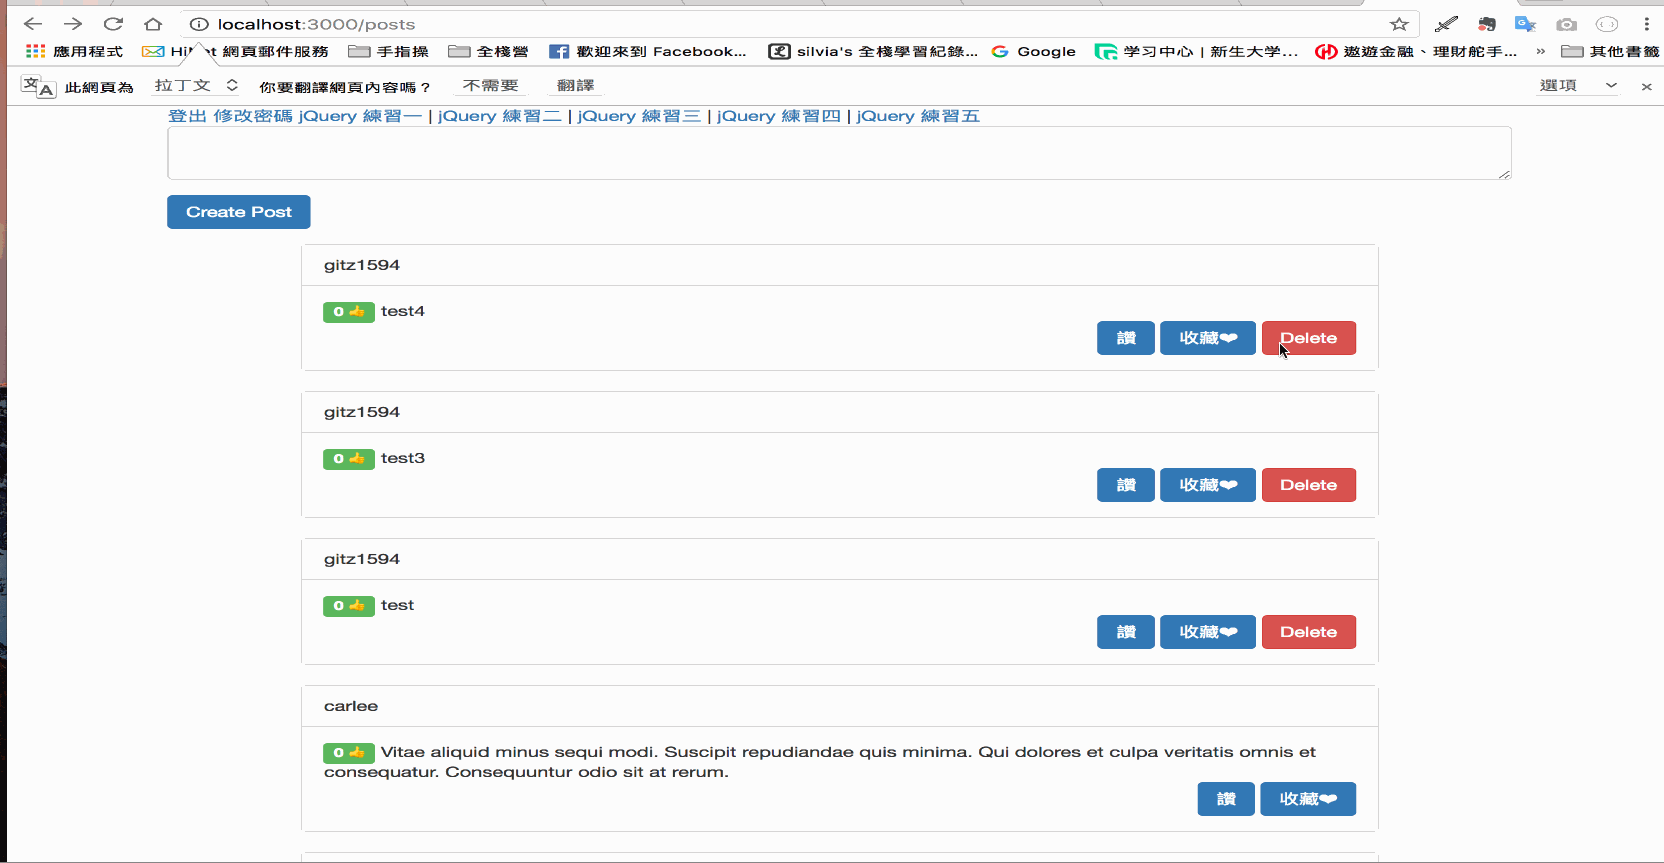 localhost:3000/posts
應用程式 HiNet 網頁郵件服務 手指操 全棧營 歡迎來到 Facebook... silvia's 全棧學習紀錄... Google 学习中心 | 新生大学... 遨遊金融、理財舵手... » 其他書籤
此網頁為 拉丁文 你要翻譯網頁內容嗎？ 不需要 翻譯 選項
登出 修改密碼 jQuery 練習一 | jQuery 練習二 | jQuery 練習三 | jQuery 練習四 | jQuery 練習五
Create Post
gitz1594
0 👍 test4
讚 收藏❤ Delete
gitz1594
0 👍 test3
讚 收藏❤ Delete
gitz1594
0 👍 test
讚 收藏❤ Delete
carlee
0 👍 Vitae aliquid minus sequi modi. Suscipit repudiandae quis minima. Qui dolores et culpa veritatis omnis et
consequatur. Consequuntur odio sit at rerum.
讚 收藏❤